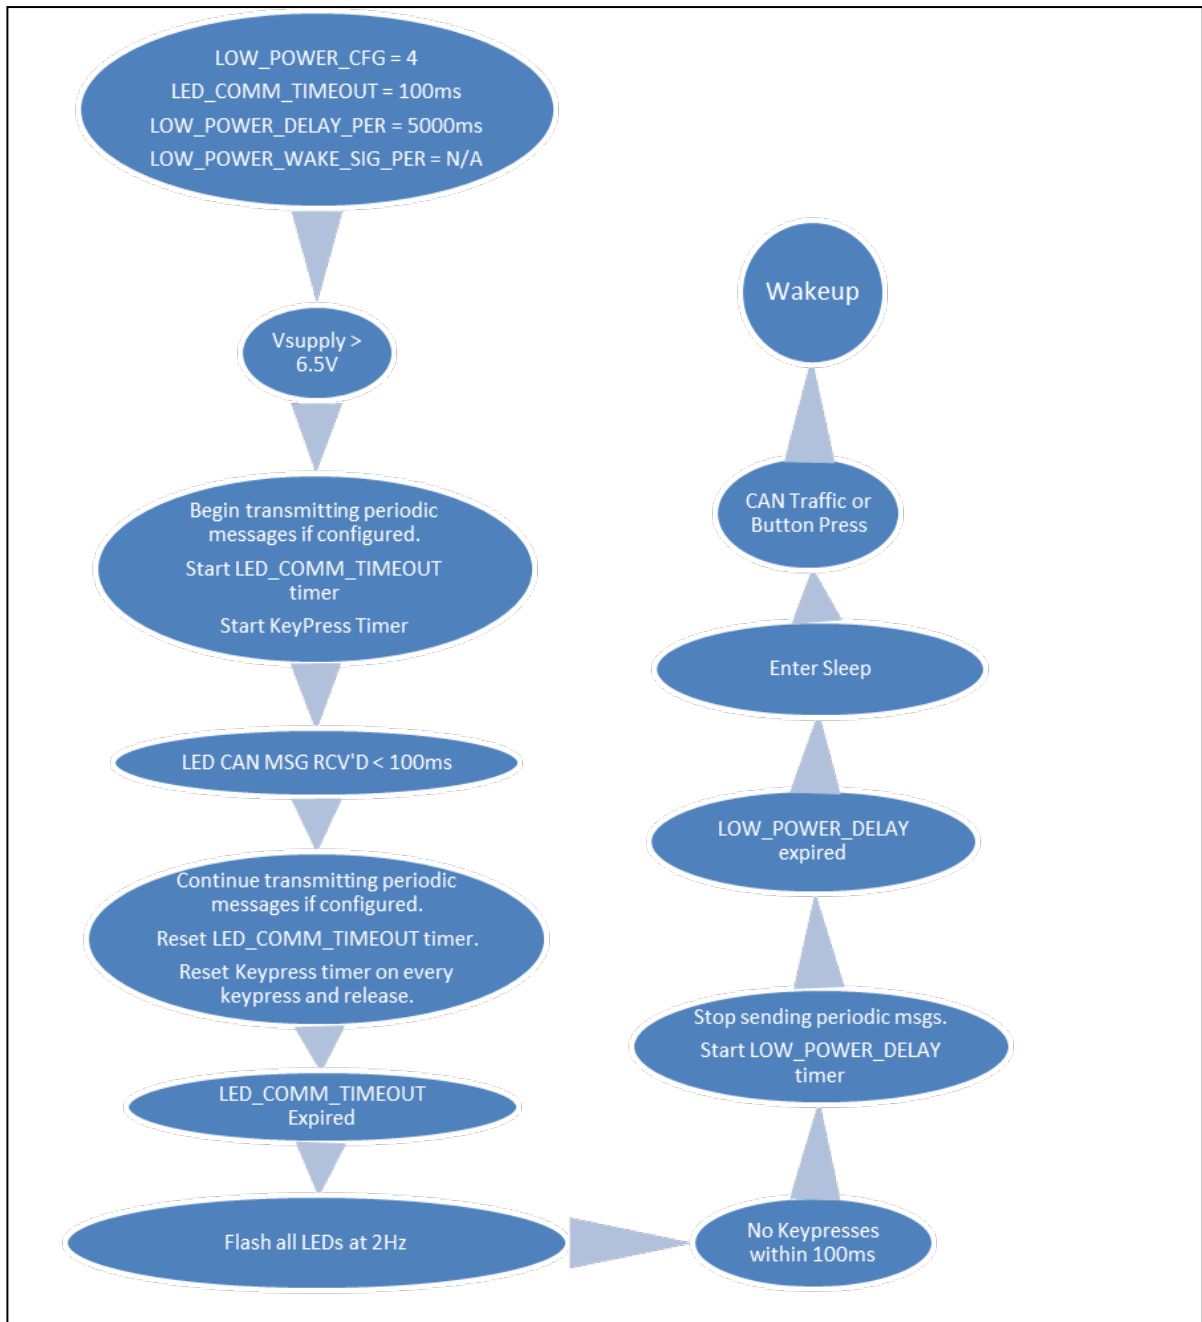 LOW_POWER_CFG = 4
LED_COMM_TIMEOUT = 100ms
LOW_POWER_DELAY_PER = 5000ms
LOW_POWER_WAKE_SIG_PER = N/A
Vsupply >
6.5V
Begin transmitting periodic
messages if configured.
Start LED_COMM_TIMEOUT
timer
Start KeyPress Timer
LED CAN MSG RCV'D < 100ms
Continue transmitting periodic
messages if configured.
Reset LED_COMM_TIMEOUT timer.
Reset Keypress timer on every
keypress and release.
LED_COMM_TIMEOUT
Expired
Flash all LEDs at 2Hz
No Keypresses
within 100ms
Stop sending periodic msgs.
Start LOW_POWER_DELAY
timer
LOW_POWER_DELAY
expired
Enter Sleep
CAN Traffic or
Button Press
Wakeup